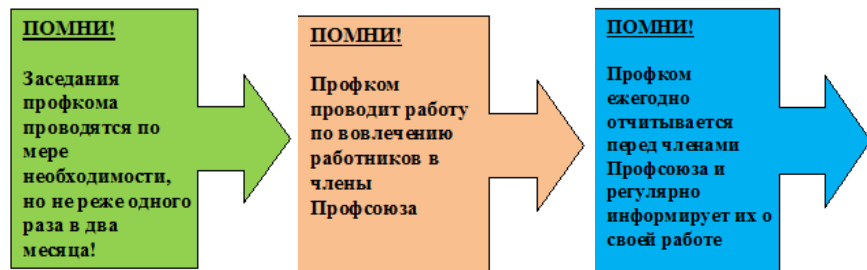 ПОМНИ!
Заседания
профкома
проводятся по
мере
необходимости,
но не реже одного
раза в два
месяца!
ПОМНИ!
Профком
проводит работу
по вовлечению
работников в
члены
Профсоюза
ПОМНИ!
Профком
ежегодно
отчитывается
перед членами
Профсоюза и
регулярно
информирует их о
своей работе